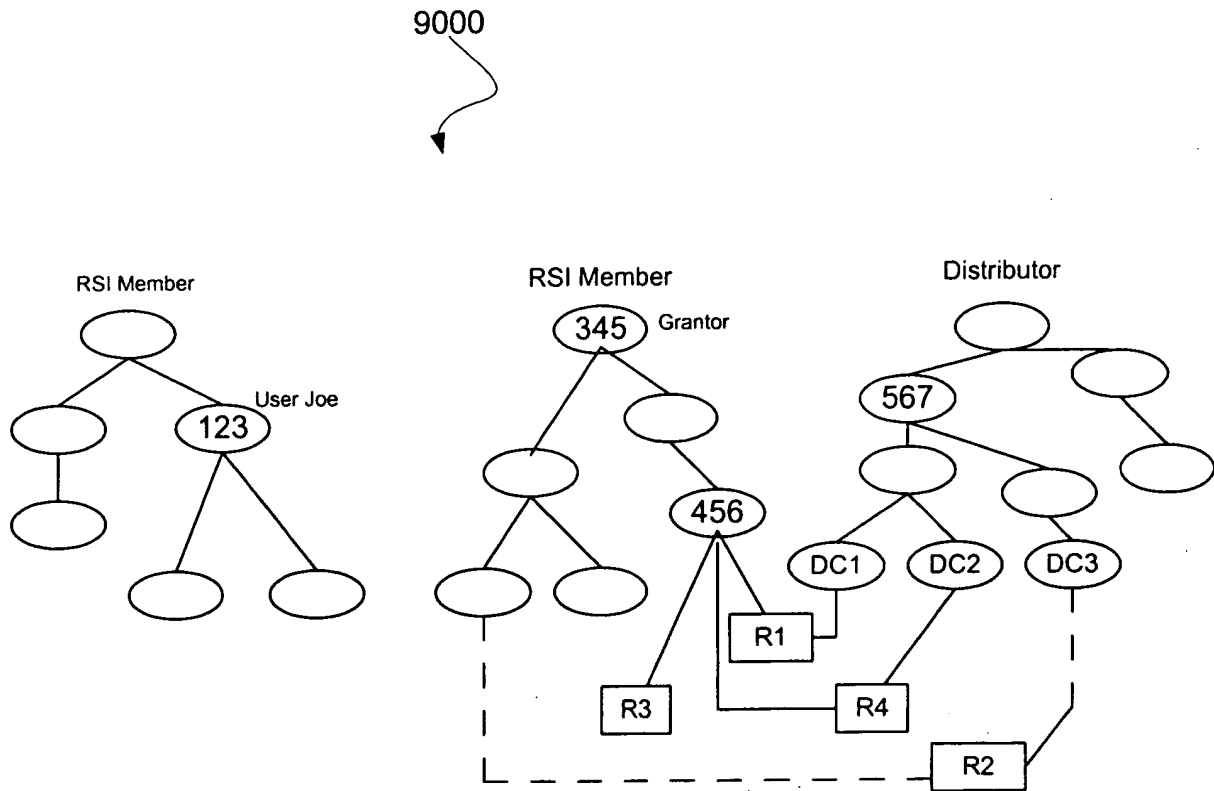 9000
RSI Member
RSI Member
Distributor
345
Grantor
567
User Joe
123
456
DC1
DC2
DC3
R1
R3
R4
R2